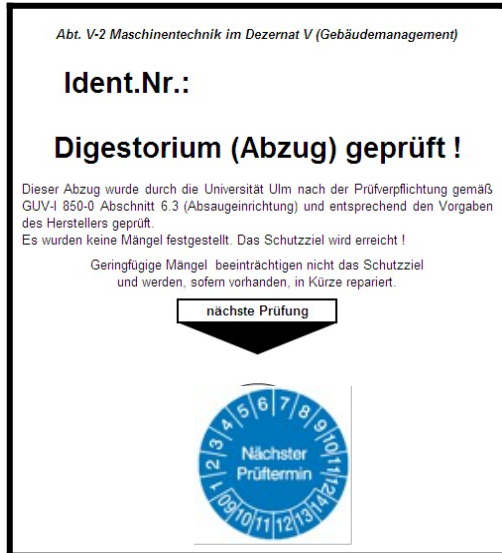 Abt. V-2 Maschinentechnik im Dezernat V (Gebäudemanagement)
Ident.Nr.:
Digestorium (Abzug) geprüft !
Dieser Abzug wurde durch die Universität Ulm nach der Prüfverpflichtung gemäß
GUV-I 850-0 Abschnitt 6.3 (Absaugeinrichtung) und entsprechend den Vorgaben
des Herstellers geprüft.
Es wurden keine Mängel festgestellt. Das Schutzziel wird erreicht !
Geringfügige Mängel beeinträchtigen nicht das Schutzziel
und werden, sofern vorhanden, in Kürze repariert.
nächste Prüfung
1 2 3 4 5 6 7 8 9 10 11 12
Nächster
Prüftermin
09 10 11 12 13 14